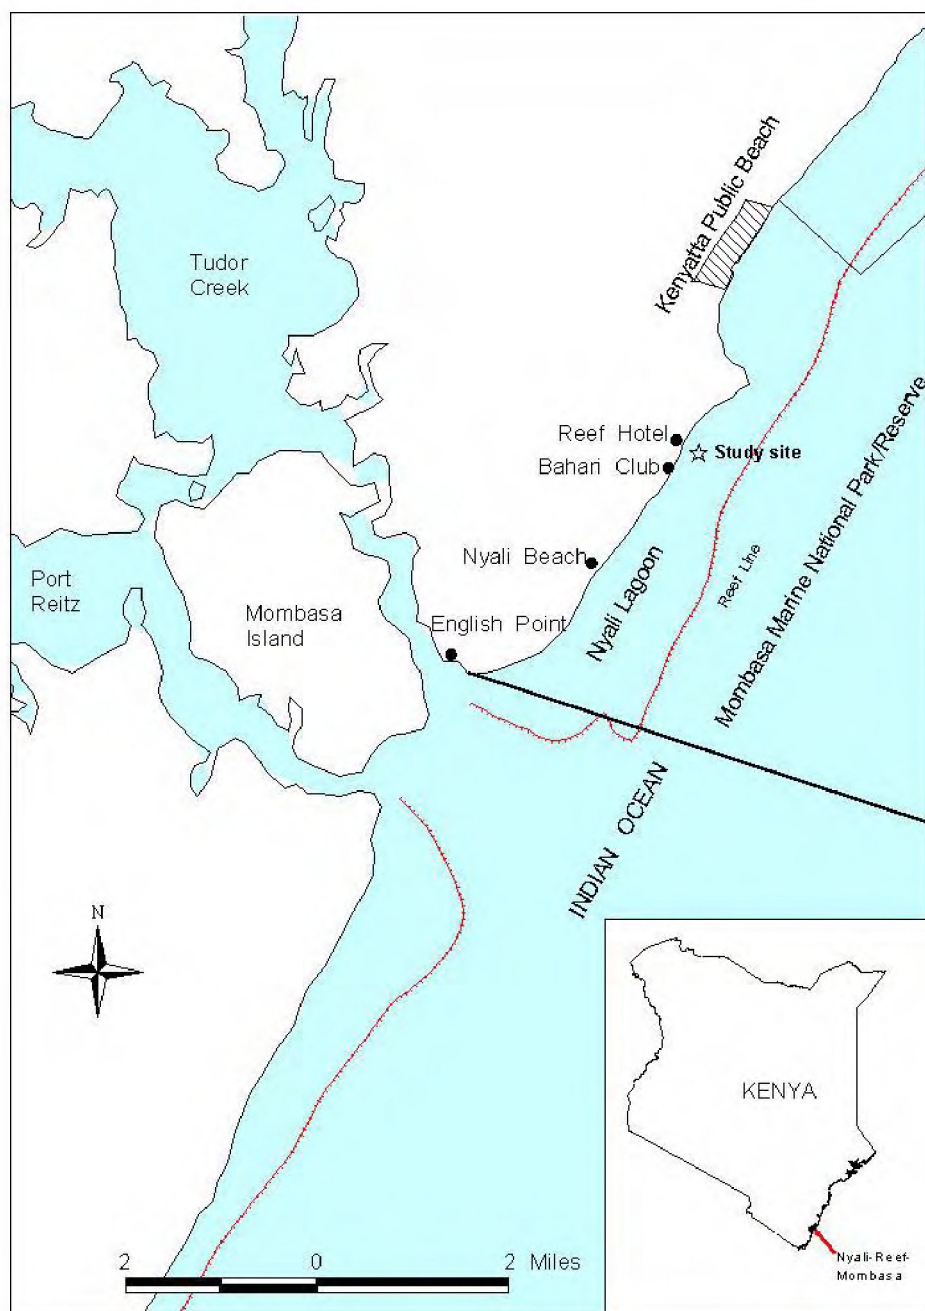 Kenyatta Public Beach
Tudor
Creek
Reef Hotel
Study site
Bahari Club
Nyali Beach
Port
Reitz
Mombasa
Island
English Point
Nyali Lagoon
Reef Line
Mombasa Marine National Park/Reserve
INDIAN OCEAN
N
KENYA
Nyali-Reef-
Mombasa
2 0 2 Miles